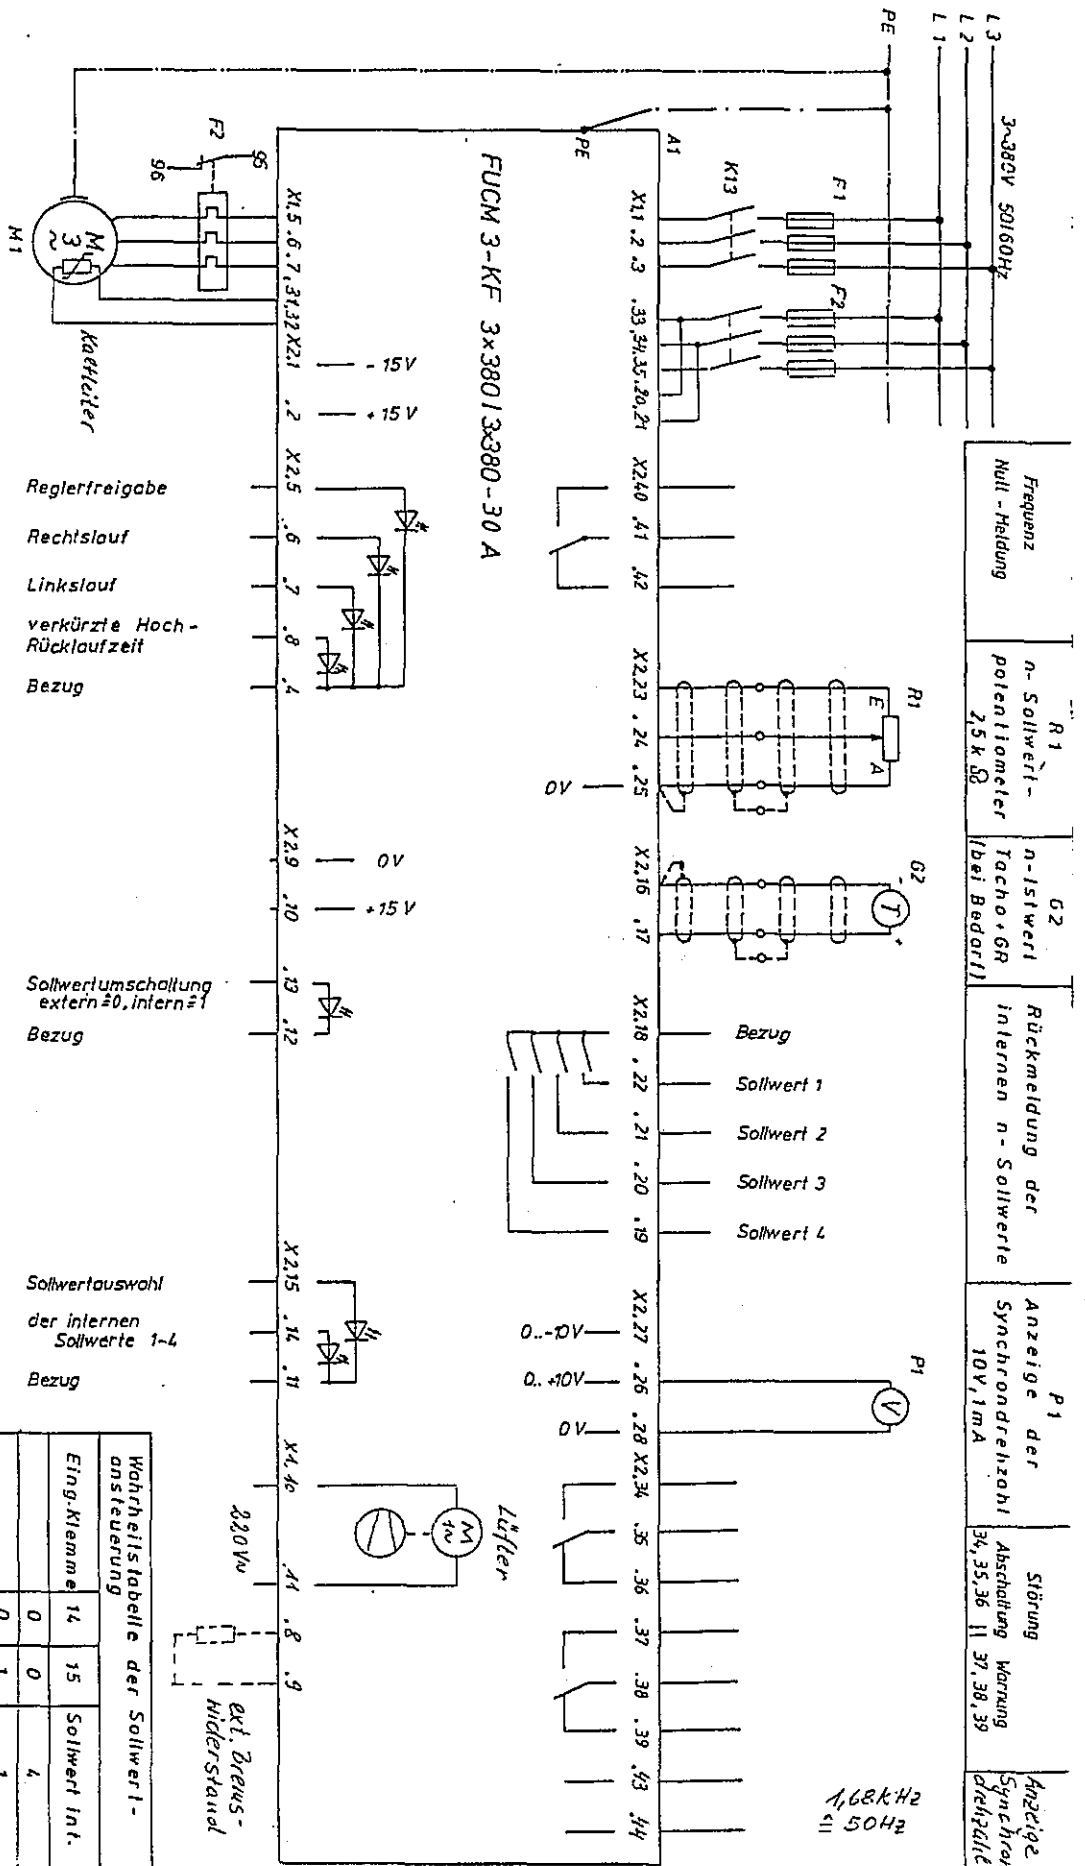 L3
L2
L1
PE
3~380V 50/60Hz
F1
F2
K13
A1
PE
X1.1
.2
.3
.33
.34
.35
.20
.21
FUCM 3-KF 3x380/3x380-30 A
X1.5
.6
.7
.31
.32
X2.1
.2
- 15V
+ 15V
F2
95
96
M
3
~
M1
Kaltleiter
Frequenz
Null - Meldung
X2.40
.41
.42
R1
n- Sollwert-
potentiometer
2,5 k Ω
R1
E
A
X2.23
.24
.25
0V
G2
n-Istwert
Tacho + GR
(bei Bedarf)
G2
-
T
+
X2.16
.17
Rückmeldung der
internen n- Sollwerte
X2.18
.22
.21
.20
.19
Bezug
Sollwert 1
Sollwert 2
Sollwert 3
Sollwert 4
P1
Anzeige der
Synchrondrehzahl
10V, 1mA
P1
V
X2.27
.26
.28
0..-10V
0..+10V
0V
Störung
Abschaltung Warnung
34,35,36 || 37,38,39
X2.34
.35
.36
.37
.38
.39
.43
.44
Anzeige
Synchron
drehzahl
1,68kHz
≙ 50Hz
X2.5
.6
.7
.8
.4
Reglerfreigabe
Rechtslauf
Linkslauf
verkürzte Hoch-
Rücklaufzeit
Bezug
X2.9
.10
0V
+15V
.13
.12
Sollwertumschaltung
extern≙0, intern≙1
Bezug
X2.15
.14
.11
Sollwertauswahl
der internen
Sollwerte 1-4
Bezug
X1.10
.11
.8
.9
M
1~
Lüfter
220V~
ext. Brems-
widerstand
Wahrheitstabelle der Sollwert-
ansteuerung
Eing.Klemme 14 15 Sollwert int.
0 0 4
0 1 1